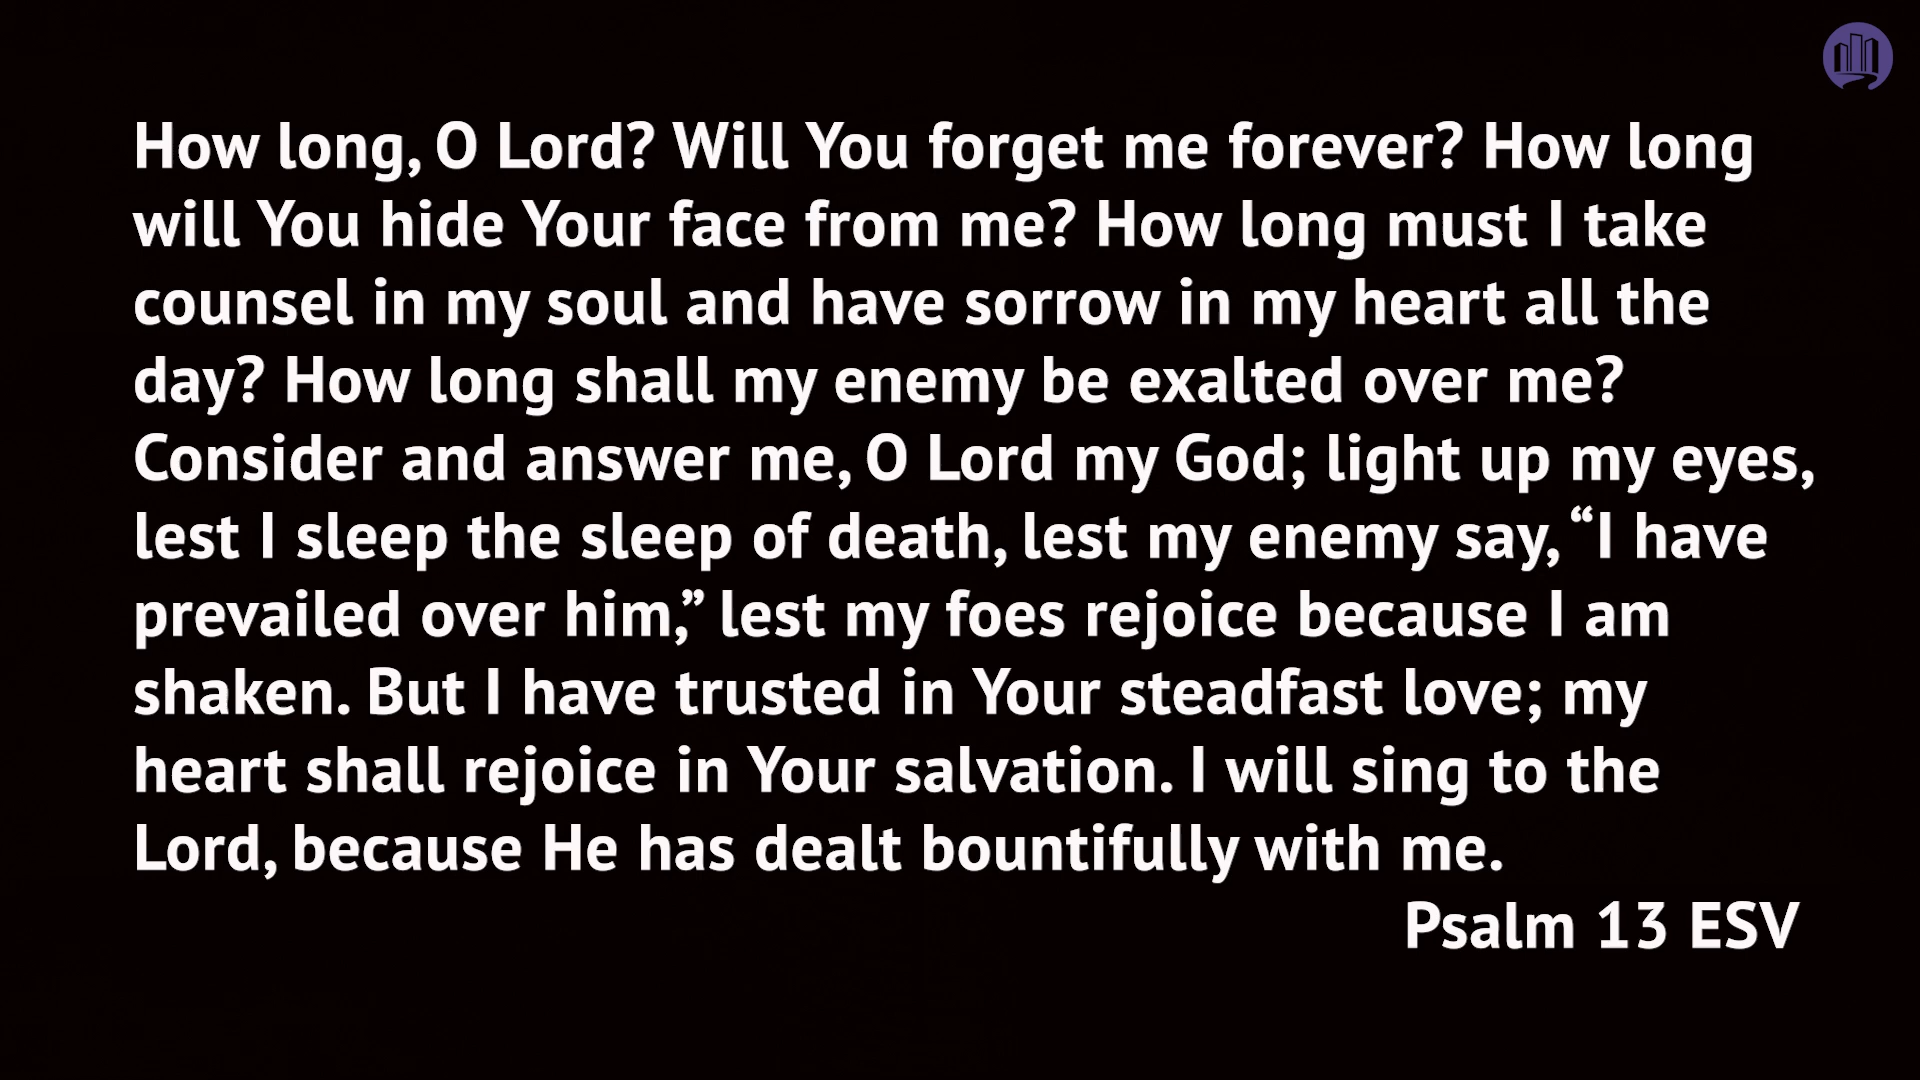 How long, O Lord? Will You forget me forever? How long
will You hide Your face from me? How long must I take
counsel in my soul and have sorrow in my heart all the
day? How long shall my enemy be exalted over me?
Consider and answer me, O Lord my God; light up my eyes,
lest I sleep the sleep of death, lest my enemy say, “I have
prevailed over him,” lest my foes rejoice because I am
shaken. But I have trusted in Your steadfast love; my
heart shall rejoice in Your salvation. I will sing to the
Lord, because He has dealt bountifully with me.
Psalm 13 ESV